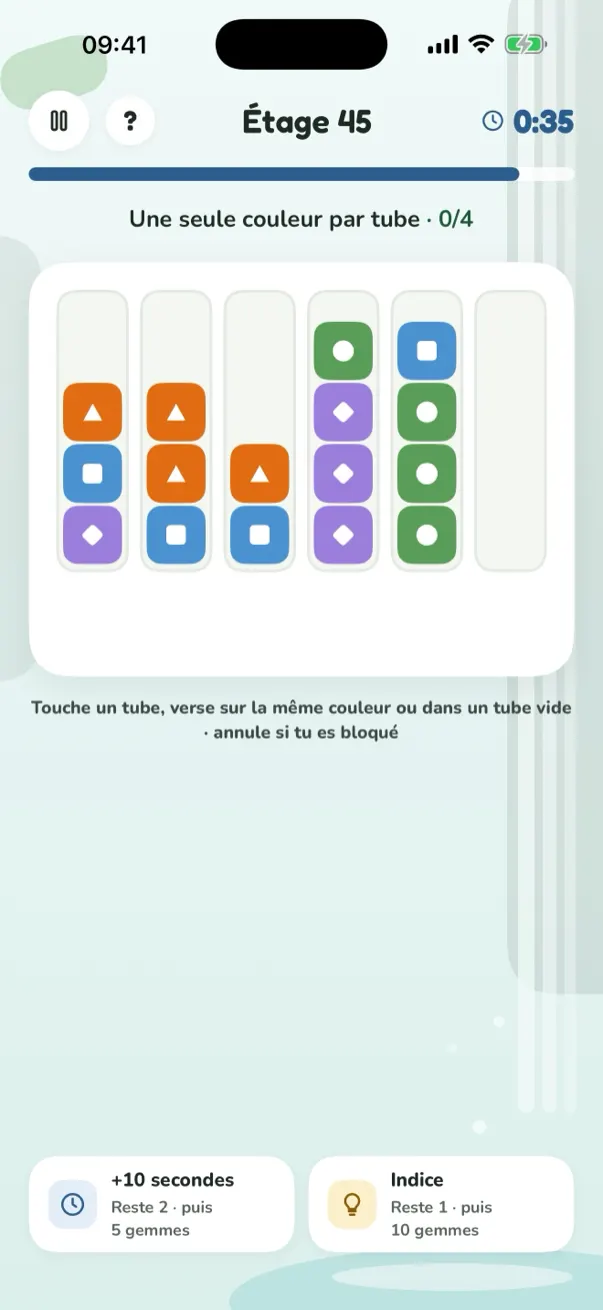 09:41
?
Étage 45
0:35
Une seule couleur par tube · 0/4
Touche un tube, verse sur la même couleur ou dans un tube vide
· annule si tu es bloqué
+10 secondes
Reste 2 · puis
5 gemmes
Indice
Reste 1 · puis
10 gemmes